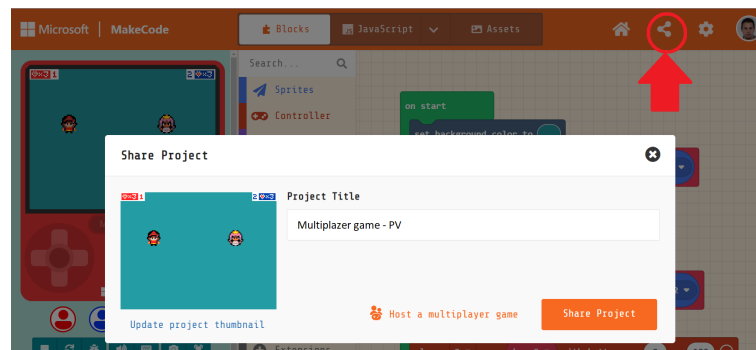 Microsoft MakeCode Blocks JavaScript Assets
Search...
Sprites
Controller
on start
set background color to
Share Project
Project Title
Multiplazer game - PV
Update project thumbnail
Host a multiplayer game
Share Project
Extensions